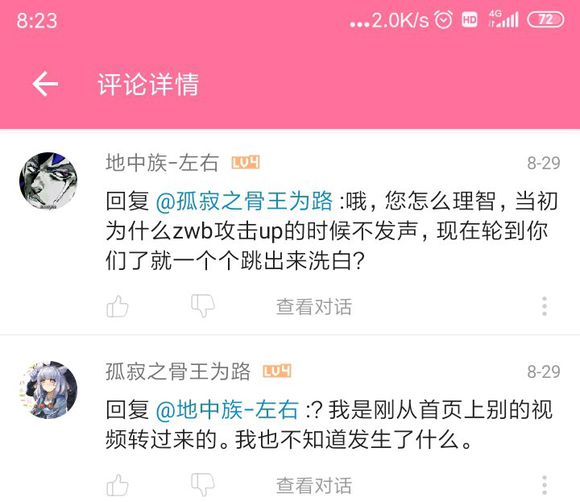 8:23 ...2.0K/s HD 4G 72
评论详情
地中族-左右 LV4 8-29
回复 @孤寂之骨王为路 :哦，您怎么理智，当初
为什么zwb攻击up的时候不发声，现在轮到你
们了就一个个跳出来洗白？
查看对话
孤寂之骨王为路 LV4 8-29
回复 @地中族-左右 :？我是刚从首页上别的视
频转过来的。我也不知道发生了什么。
查看对话